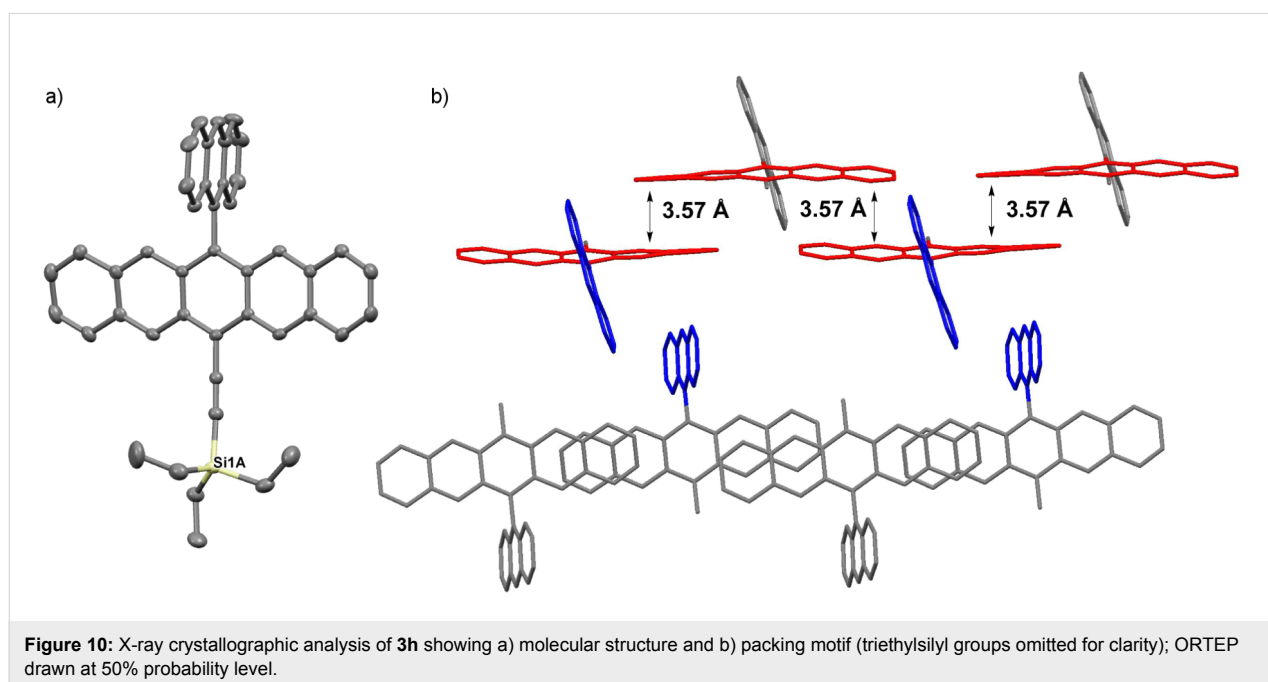 a)
b)
3.57 Å
3.57 Å
3.57 Å
Si1A
Figure 10: X-ray crystallographic analysis of 3h showing a) molecular structure and b) packing motif (triethylsilyl groups omitted for clarity); ORTEP
drawn at 50% probability level.